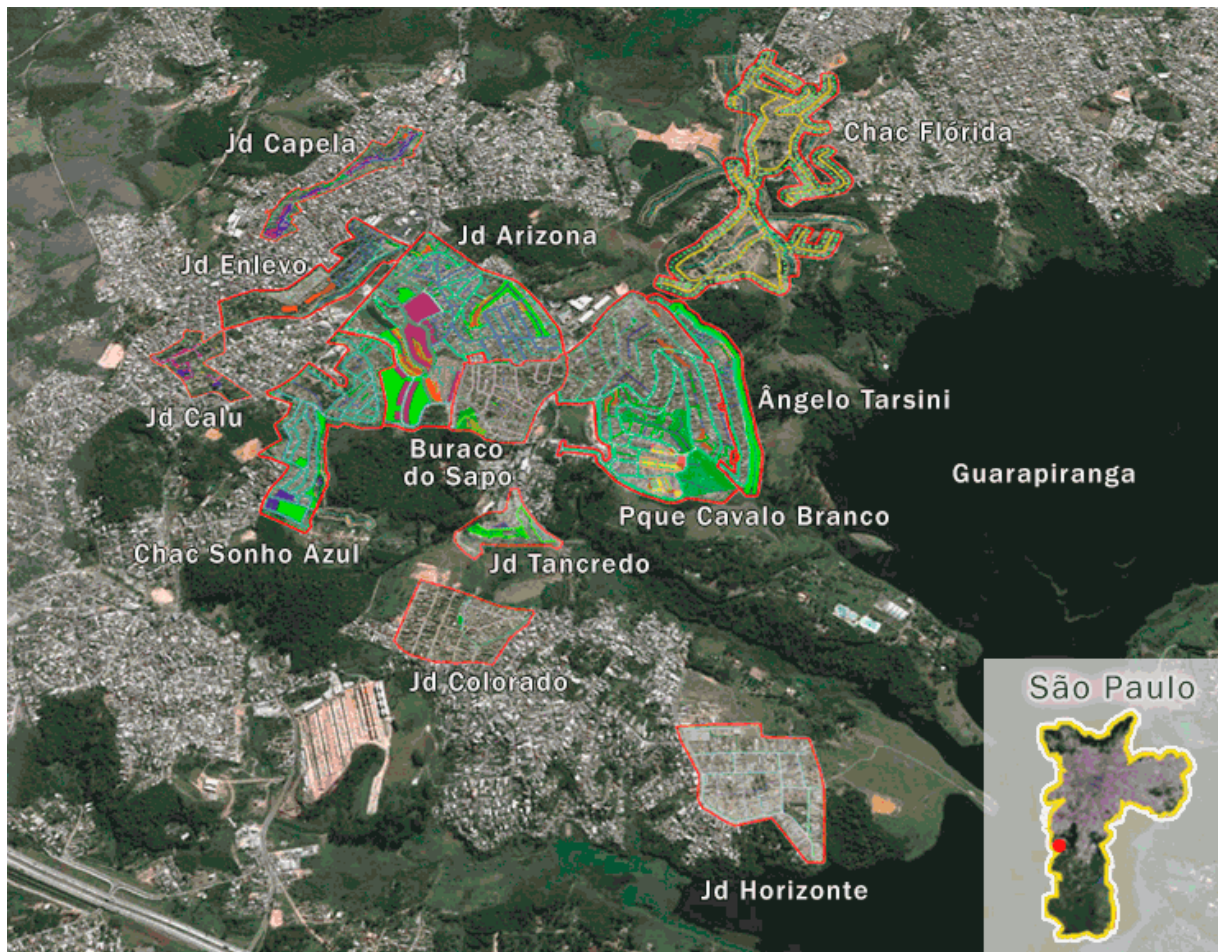 Chac Flórida
Jd Capela
Jd Arizona
Jd Enlevo
Ângelo Tarsini
Jd Calu
Buraco
do Sapo
Guarapiranga
Pque Cavalo Branco
Chac Sonho Azul
Jd Tancredo
Jd Colorado
São Paulo
Jd Horizonte